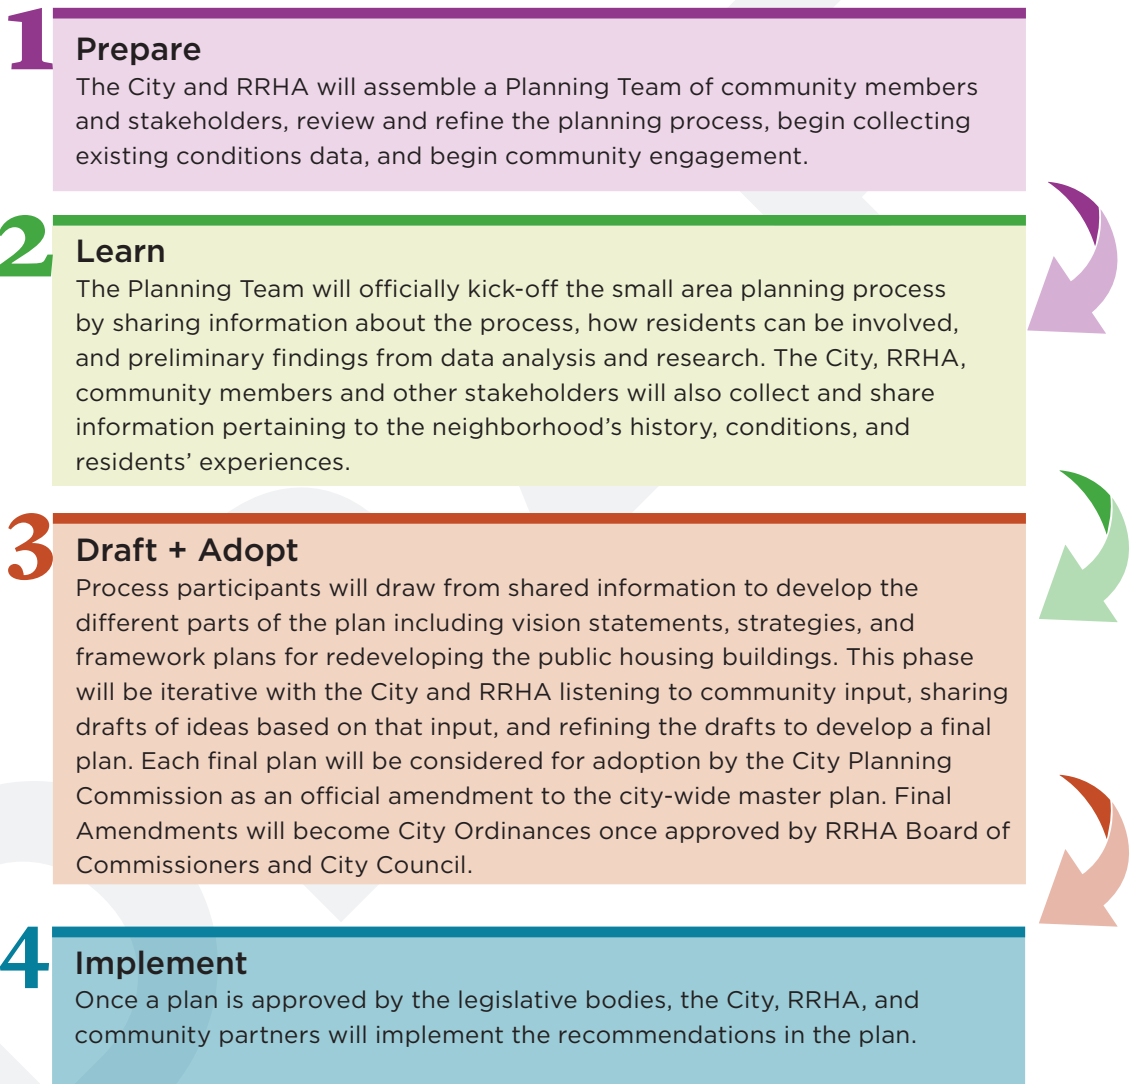 1
Prepare
The City and RRHA will assemble a Planning Team of community members
and stakeholders, review and refine the planning process, begin collecting
existing conditions data, and begin community engagement.
2
Learn
The Planning Team will officially kick-off the small area planning process
by sharing information about the process, how residents can be involved,
and preliminary findings from data analysis and research. The City, RRHA,
community members and other stakeholders will also collect and share
information pertaining to the neighborhood’s history, conditions, and
residents’ experiences.
3
Draft + Adopt
Process participants will draw from shared information to develop the
different parts of the plan including vision statements, strategies, and
framework plans for redeveloping the public housing buildings. This phase
will be iterative with the City and RRHA listening to community input, sharing
drafts of ideas based on that input, and refining the drafts to develop a final
plan. Each final plan will be considered for adoption by the City Planning
Commission as an official amendment to the city-wide master plan. Final
Amendments will become City Ordinances once approved by RRHA Board of
Commissioners and City Council.
4
Implement
Once a plan is approved by the legislative bodies, the City, RRHA, and
community partners will implement the recommendations in the plan.